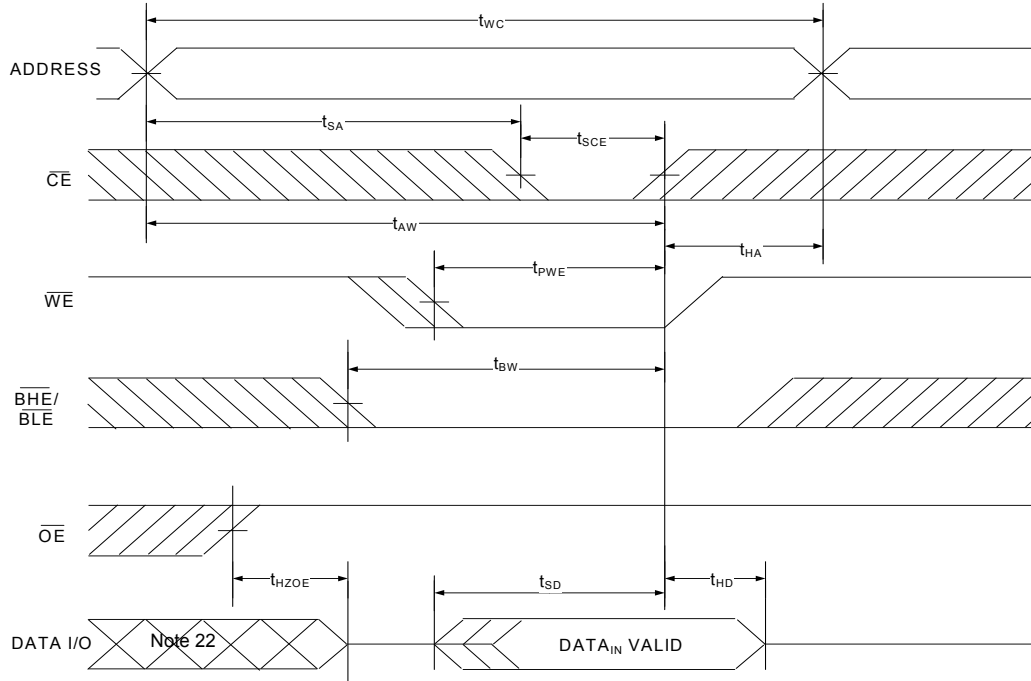 tWC
ADDRESS
tSA
tSCE
CE
tAW
tHA
tPWE
WE
tBW
BHE/
BLE
OE
tHZOE
tSD
tHD
DATA I/O
Note 22
DATAIN VALID